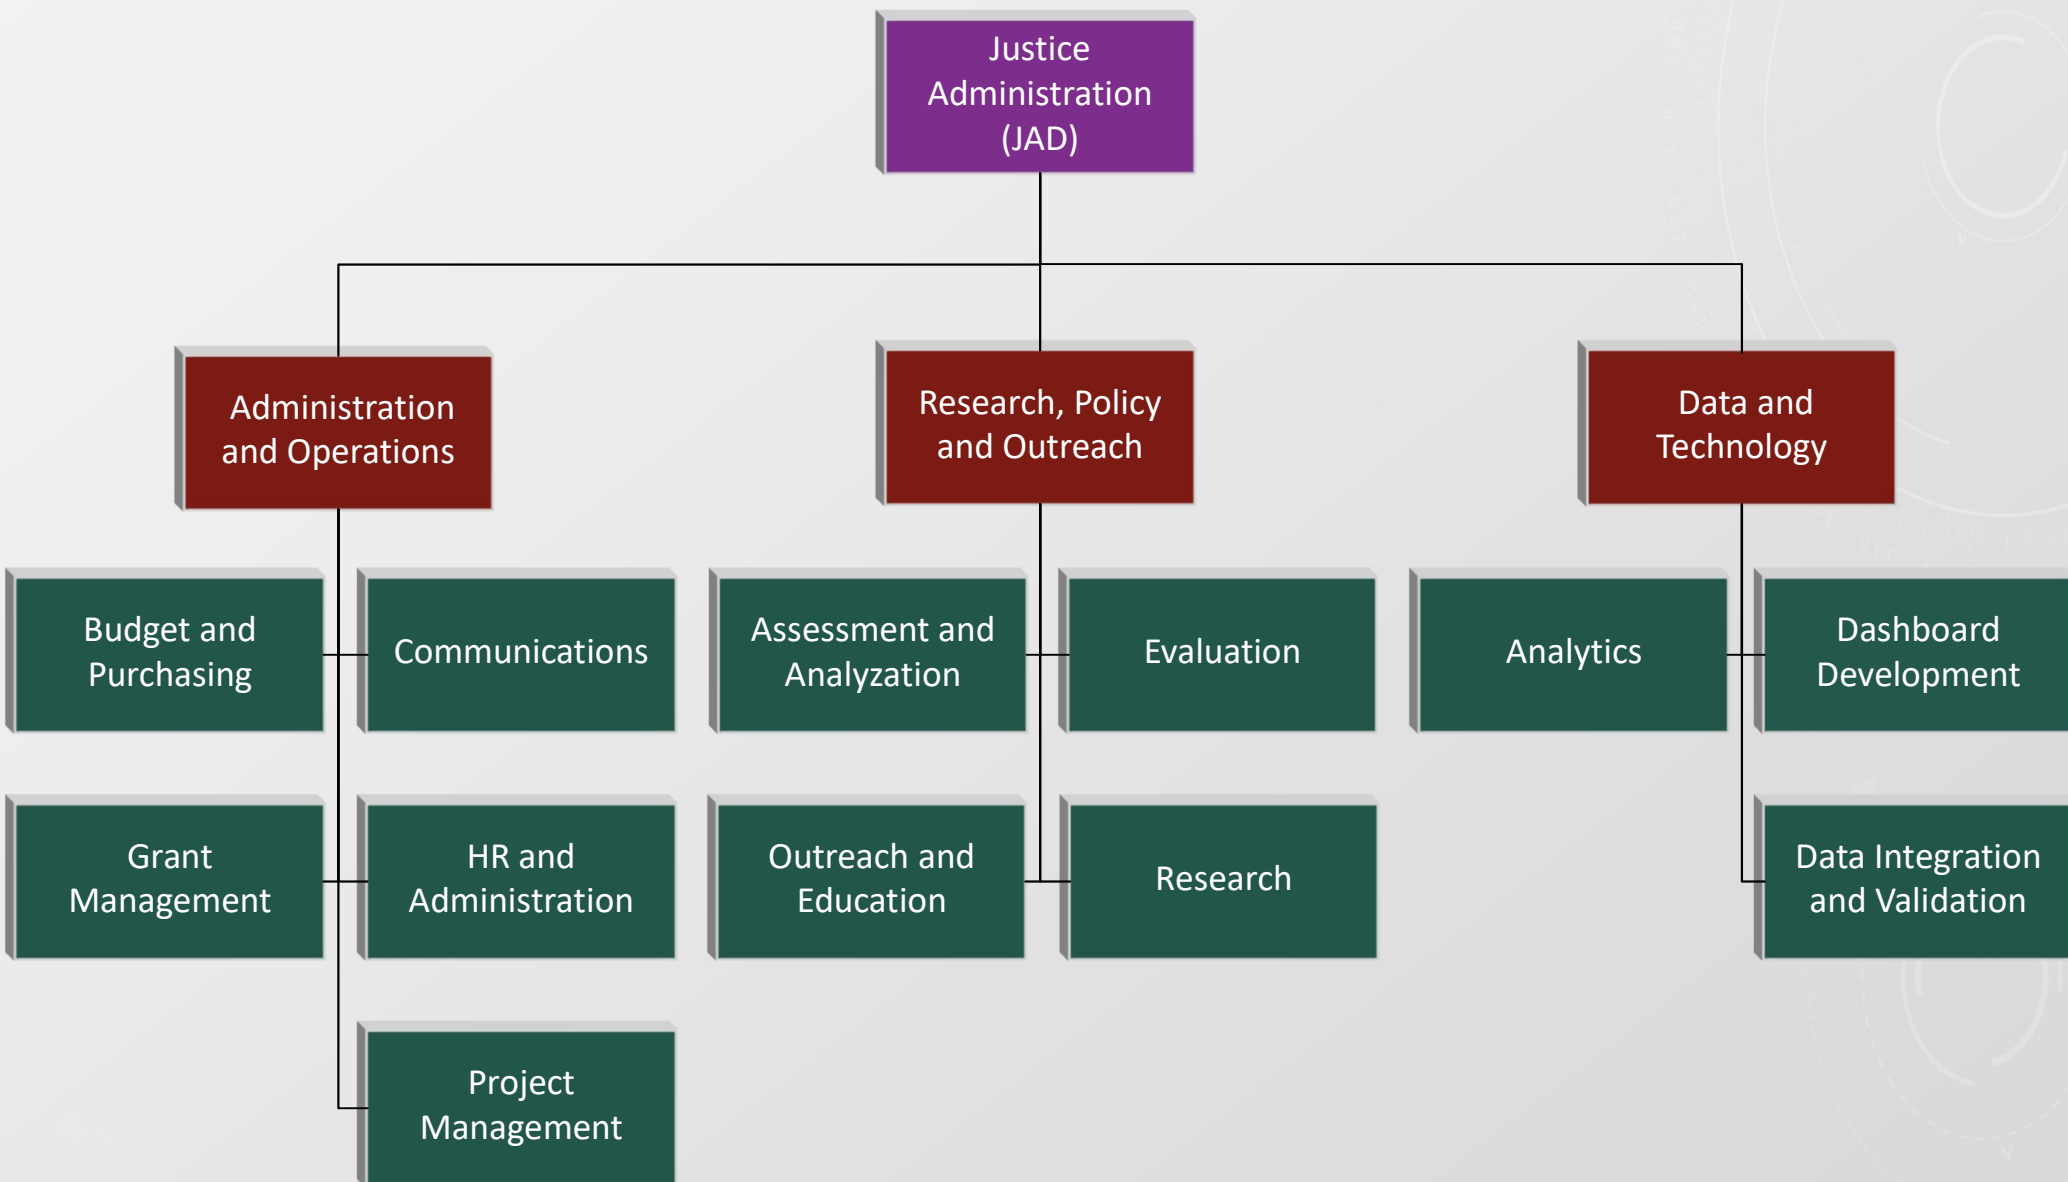 Justice
Administration
(JAD)
Administration
and Operations
Research, Policy
and Outreach
Data and
Technology
Budget and
Purchasing
Communications
Assessment and
Analyzation
Evaluation
Analytics
Dashboard
Development
Grant
Management
HR and
Administration
Outreach and
Education
Research
Data Integration
and Validation
Project
Management